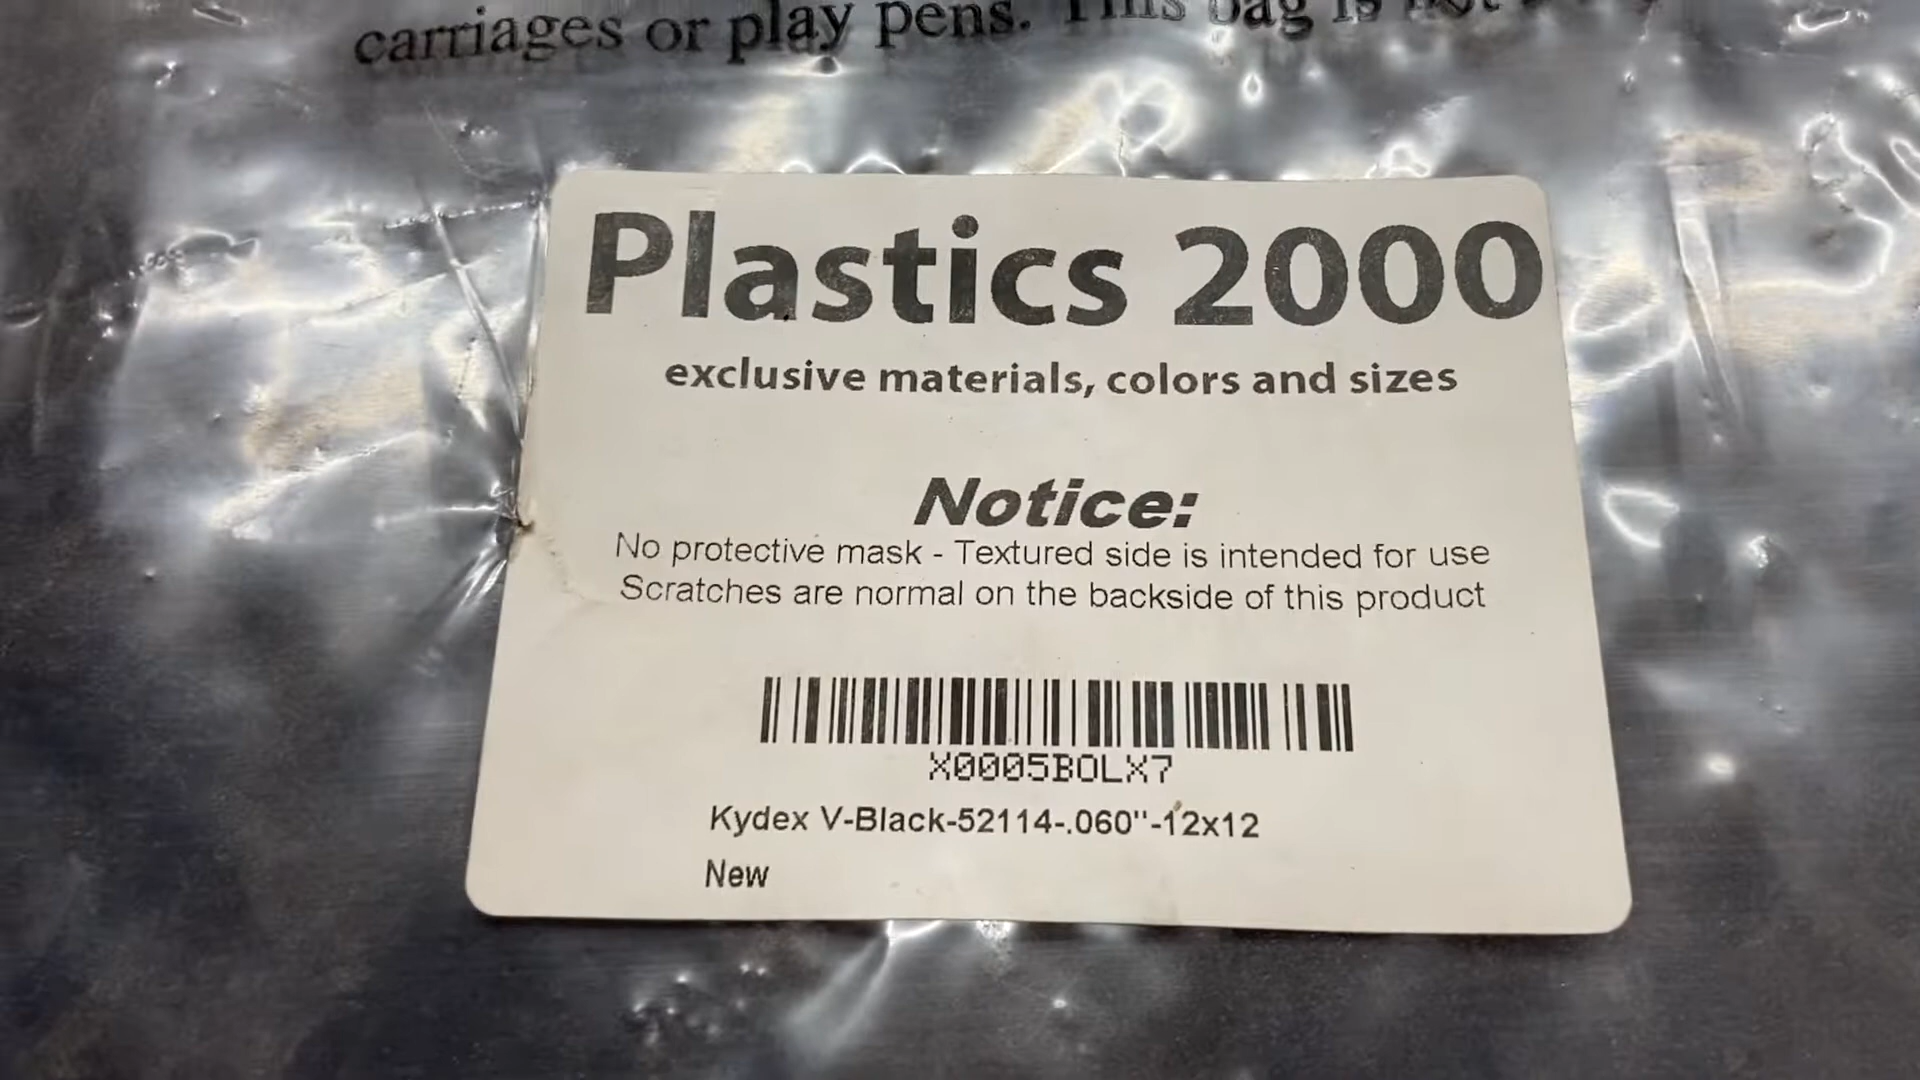 carriages or play pens. This bag is not
Plastics 2000
exclusive materials, colors and sizes
Notice:
No protective mask - Textured side is intended for use
Scratches are normal on the backside of this product
X0005BOLX7
Kydex V-Black-52114-.060"-12x12
New